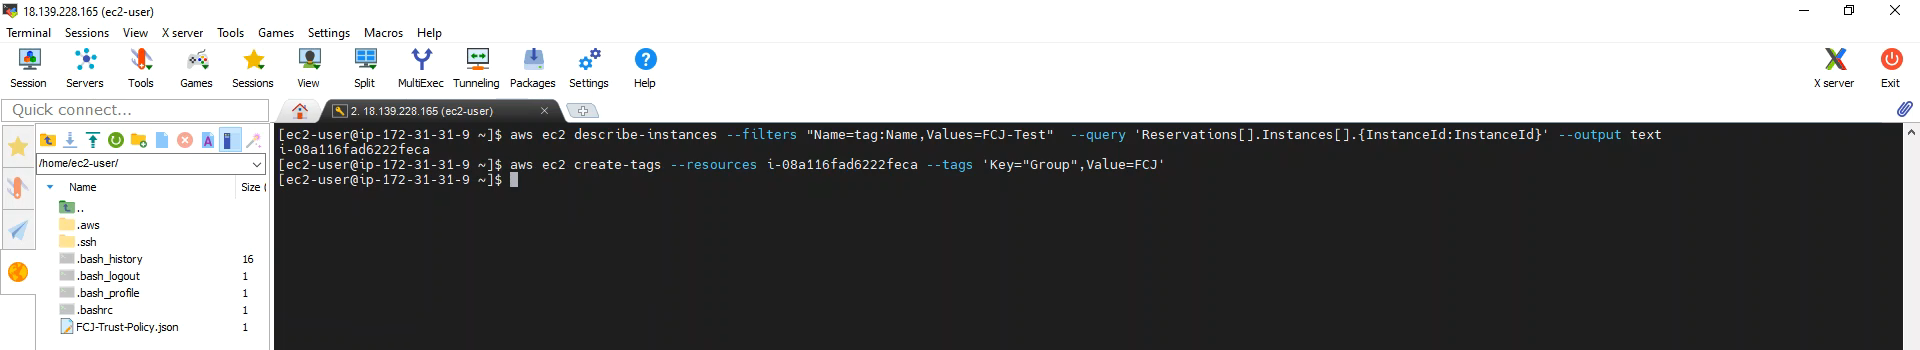 18.139.228.165 (ec2-user)
Terminal Sessions View X server Tools Games Settings Macros Help
Session Servers Tools Games Sessions View Split MultiExec Tunneling Packages Settings Help X server Exit
Quick connect...
2. 18.139.228.165 (ec2-user)
/home/ec2-user/
Name Size (
..
.aws
.ssh
.bash_history 16
.bash_logout 1
.bash_profile 1
.bashrc 1
FCJ-Trust-Policy.json 1
[ec2-user@ip-172-31-31-9 ~]$ aws ec2 describe-instances --filters "Name=tag:Name,Values=FCJ-Test"  --query 'Reservations[].Instances[].{InstanceId:InstanceId}' --output text
i-08a116fad6222feca
[ec2-user@ip-172-31-31-9 ~]$ aws ec2 create-tags --resources i-08a116fad6222feca --tags 'Key="Group",Value=FCJ'
[ec2-user@ip-172-31-31-9 ~]$